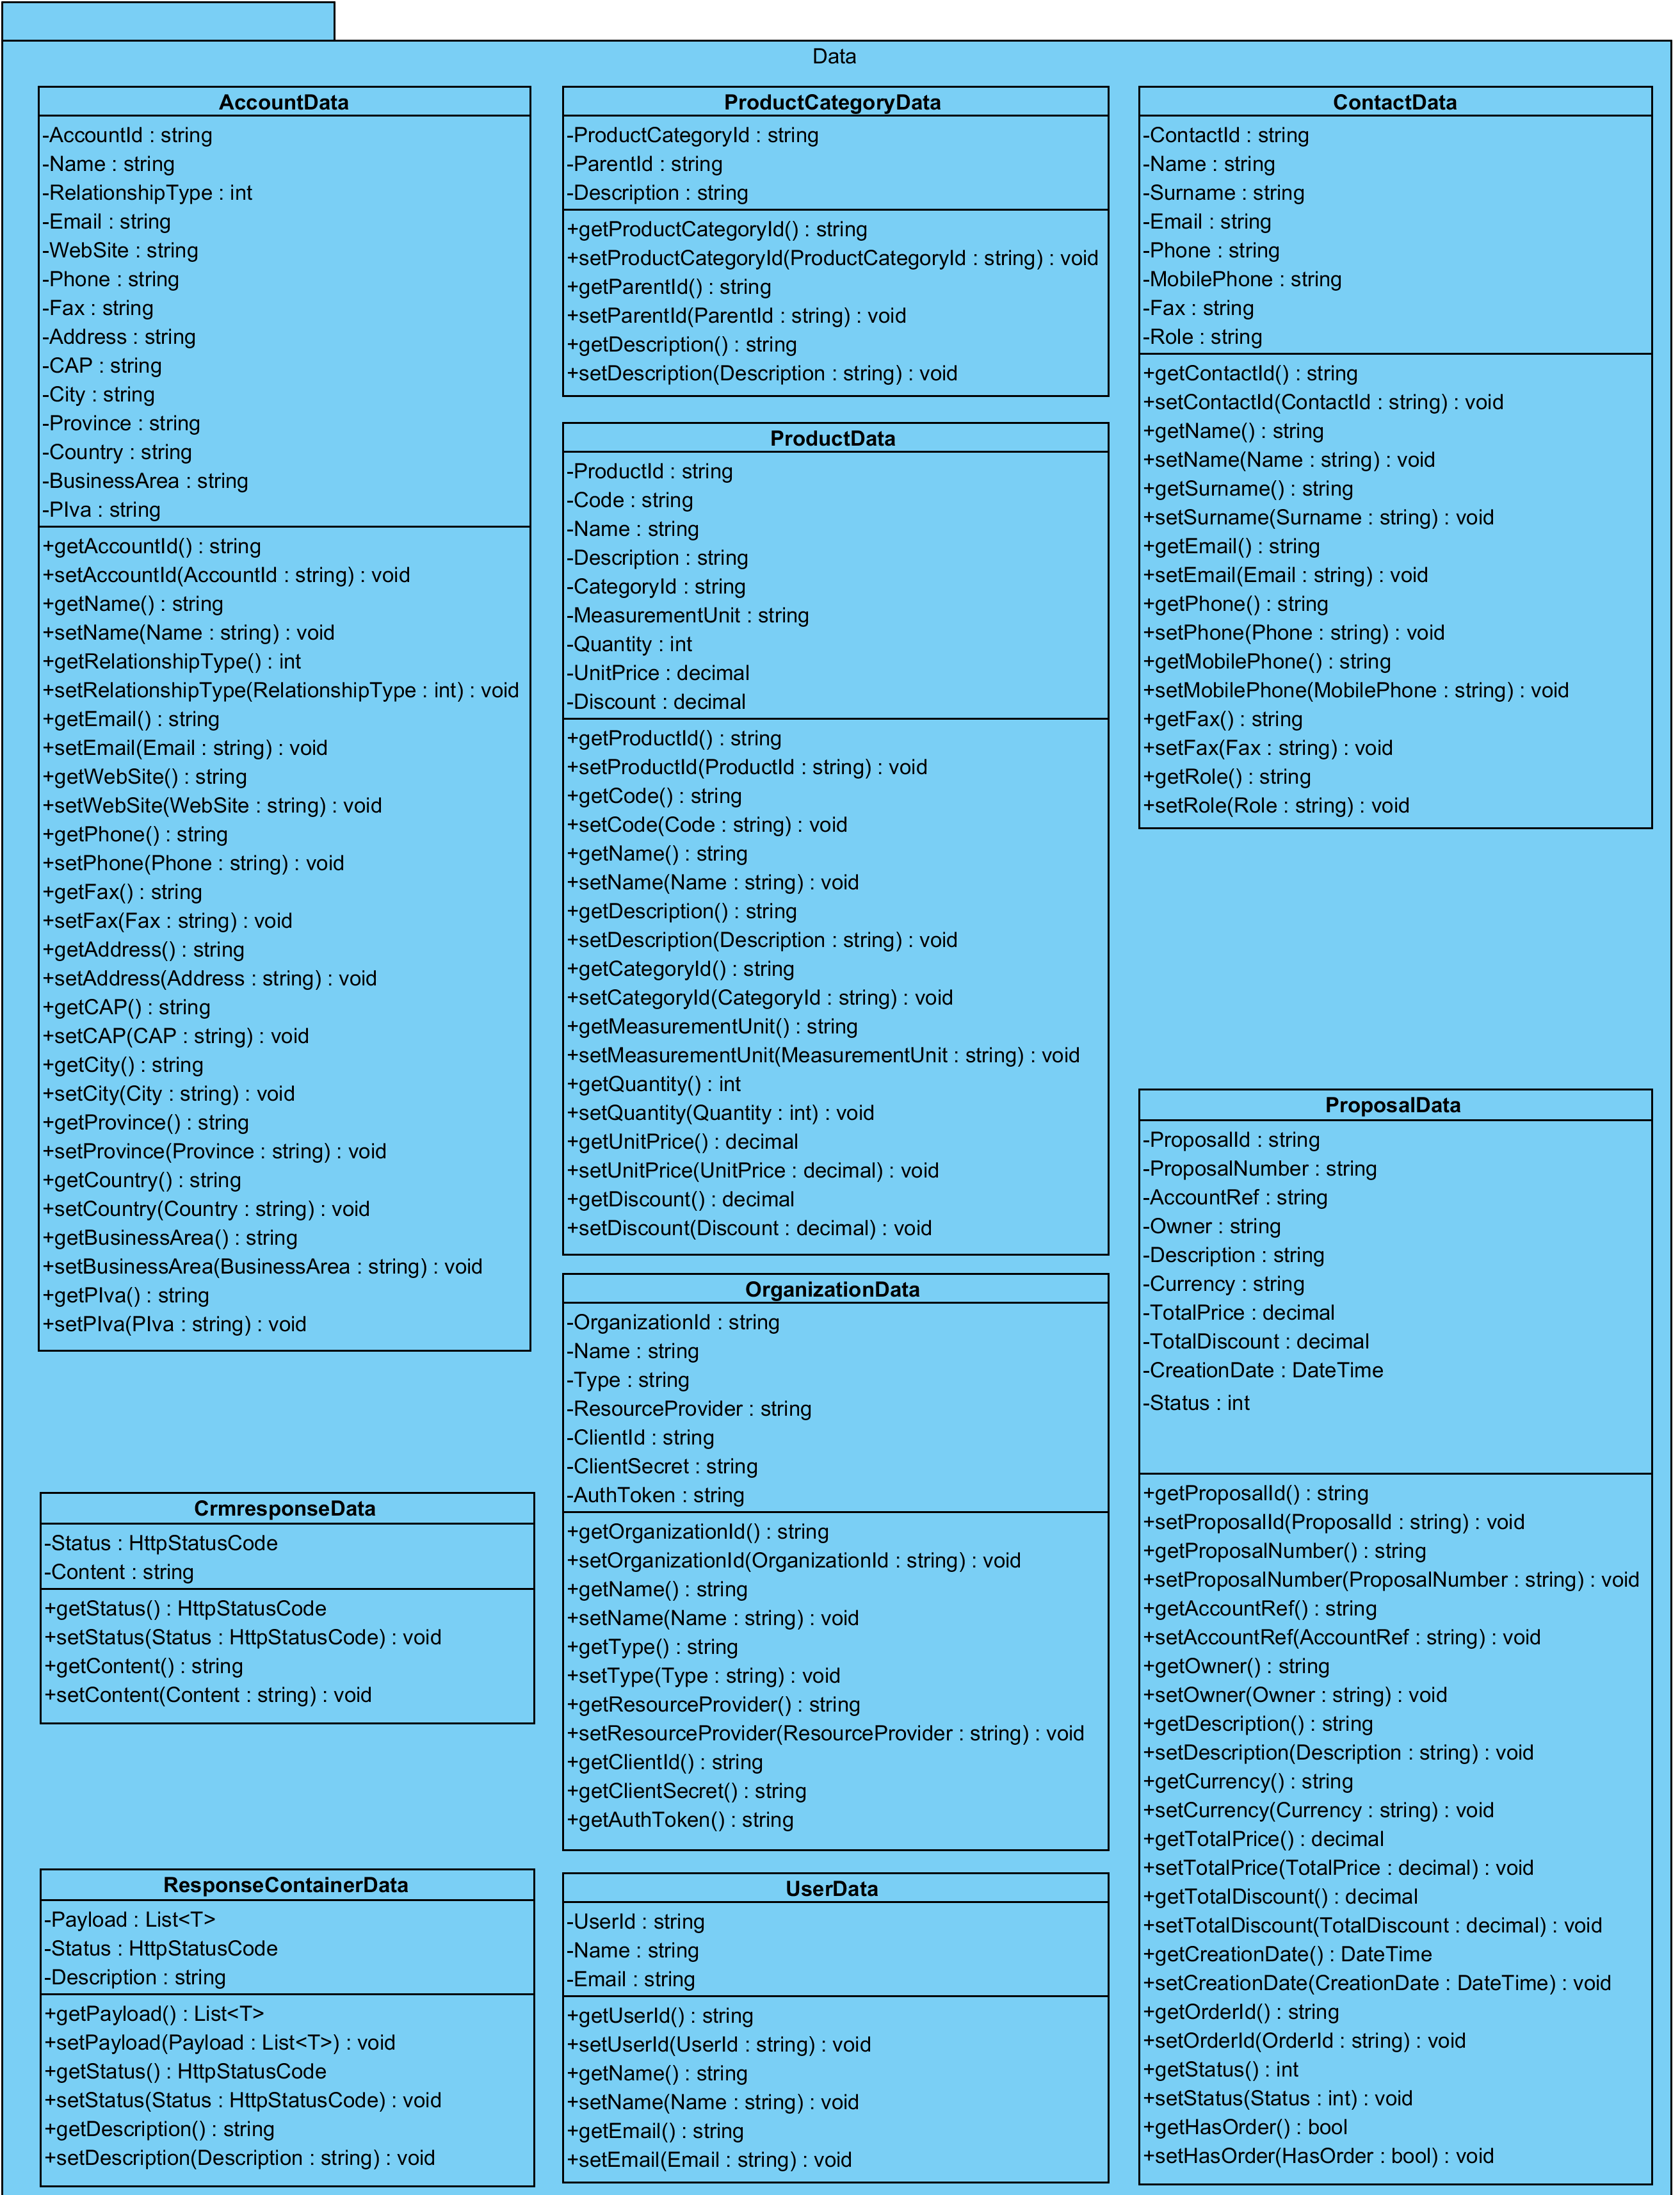 Data
AccountData
-AccountId : string
-Name : string
-RelationshipType : int
-Email : string
-WebSite : string
-Phone : string
-Fax : string
-Address : string
-CAP : string
-City : string
-Province : string
-Country : string
-BusinessArea : string
-PIva : string
+getAccountId() : string
+setAccountId(AccountId : string) : void
+getName() : string
+setName(Name : string) : void
+getRelationshipType() : int
+setRelationshipType(RelationshipType : int) : void
+getEmail() : string
+setEmail(Email : string) : void
+getWebSite() : string
+setWebSite(WebSite : string) : void
+getPhone() : string
+setPhone(Phone : string) : void
+getFax() : string
+setFax(Fax : string) : void
+getAddress() : string
+setAddress(Address : string) : void
+getCAP() : string
+setCAP(CAP : string) : void
+getCity() : string
+setCity(City : string) : void
+getProvince() : string
+setProvince(Province : string) : void
+getCountry() : string
+setCountry(Country : string) : void
+getBusinessArea() : string
+setBusinessArea(BusinessArea : string) : void
+getPIva() : string
+setPIva(PIva : string) : void
CrmresponseData
-Status : HttpStatusCode
-Content : string
+getStatus() : HttpStatusCode
+setStatus(Status : HttpStatusCode) : void
+getContent() : string
+setContent(Content : string) : void
ResponseContainerData
-Payload : List<T>
-Status : HttpStatusCode
-Description : string
+getPayload() : List<T>
+setPayload(Payload : List<T>) : void
+getStatus() : HttpStatusCode
+setStatus(Status : HttpStatusCode) : void
+getDescription() : string
+setDescription(Description : string) : void
ProductCategoryData
-ProductCategoryId : string
-ParentId : string
-Description : string
+getProductCategoryId() : string
+setProductCategoryId(ProductCategoryId : string) : void
+getParentId() : string
+setParentId(ParentId : string) : void
+getDescription() : string
+setDescription(Description : string) : void
ProductData
-ProductId : string
-Code : string
-Name : string
-Description : string
-CategoryId : string
-MeasurementUnit : string
-Quantity : int
-UnitPrice : decimal
-Discount : decimal
+getProductId() : string
+setProductId(ProductId : string) : void
+getCode() : string
+setCode(Code : string) : void
+getName() : string
+setName(Name : string) : void
+getDescription() : string
+setDescription(Description : string) : void
+getCategoryId() : string
+setCategoryId(CategoryId : string) : void
+getMeasurementUnit() : string
+setMeasurementUnit(MeasurementUnit : string) : void
+getQuantity() : int
+setQuantity(Quantity : int) : void
+getUnitPrice() : decimal
+setUnitPrice(UnitPrice : decimal) : void
+getDiscount() : decimal
+setDiscount(Discount : decimal) : void
OrganizationData
-OrganizationId : string
-Name : string
-Type : string
-ResourceProvider : string
-ClientId : string
-ClientSecret : string
-AuthToken : string
+getOrganizationId() : string
+setOrganizationId(OrganizationId : string) : void
+getName() : string
+setName(Name : string) : void
+getType() : string
+setType(Type : string) : void
+getResourceProvider() : string
+setResourceProvider(ResourceProvider : string) : void
+getClientId() : string
+getClientSecret() : string
+getAuthToken() : string
UserData
-UserId : string
-Name : string
-Email : string
+getUserId() : string
+setUserId(UserId : string) : void
+getName() : string
+setName(Name : string) : void
+getEmail() : string
+setEmail(Email : string) : void
ContactData
-ContactId : string
-Name : string
-Surname : string
-Email : string
-Phone : string
-MobilePhone : string
-Fax : string
-Role : string
+getContactId() : string
+setContactId(ContactId : string) : void
+getName() : string
+setName(Name : string) : void
+getSurname() : string
+setSurname(Surname : string) : void
+getEmail() : string
+setEmail(Email : string) : void
+getPhone() : string
+setPhone(Phone : string) : void
+getMobilePhone() : string
+setMobilePhone(MobilePhone : string) : void
+getFax() : string
+setFax(Fax : string) : void
+getRole() : string
+setRole(Role : string) : void
ProposalData
-ProposalId : string
-ProposalNumber : string
-AccountRef : string
-Owner : string
-Description : string
-Currency : string
-TotalPrice : decimal
-TotalDiscount : decimal
-CreationDate : DateTime
-Status : int
+getProposalId() : string
+setProposalId(ProposalId : string) : void
+getProposalNumber() : string
+setProposalNumber(ProposalNumber : string) : void
+getAccountRef() : string
+setAccountRef(AccountRef : string) : void
+getOwner() : string
+setOwner(Owner : string) : void
+getDescription() : string
+setDescription(Description : string) : void
+getCurrency() : string
+setCurrency(Currency : string) : void
+getTotalPrice() : decimal
+setTotalPrice(TotalPrice : decimal) : void
+getTotalDiscount() : decimal
+setTotalDiscount(TotalDiscount : decimal) : void
+getCreationDate() : DateTime
+setCreationDate(CreationDate : DateTime) : void
+getOrderId() : string
+setOrderId(OrderId : string) : void
+getStatus() : int
+setStatus(Status : int) : void
+getHasOrder() : bool
+setHasOrder(HasOrder : bool) : void